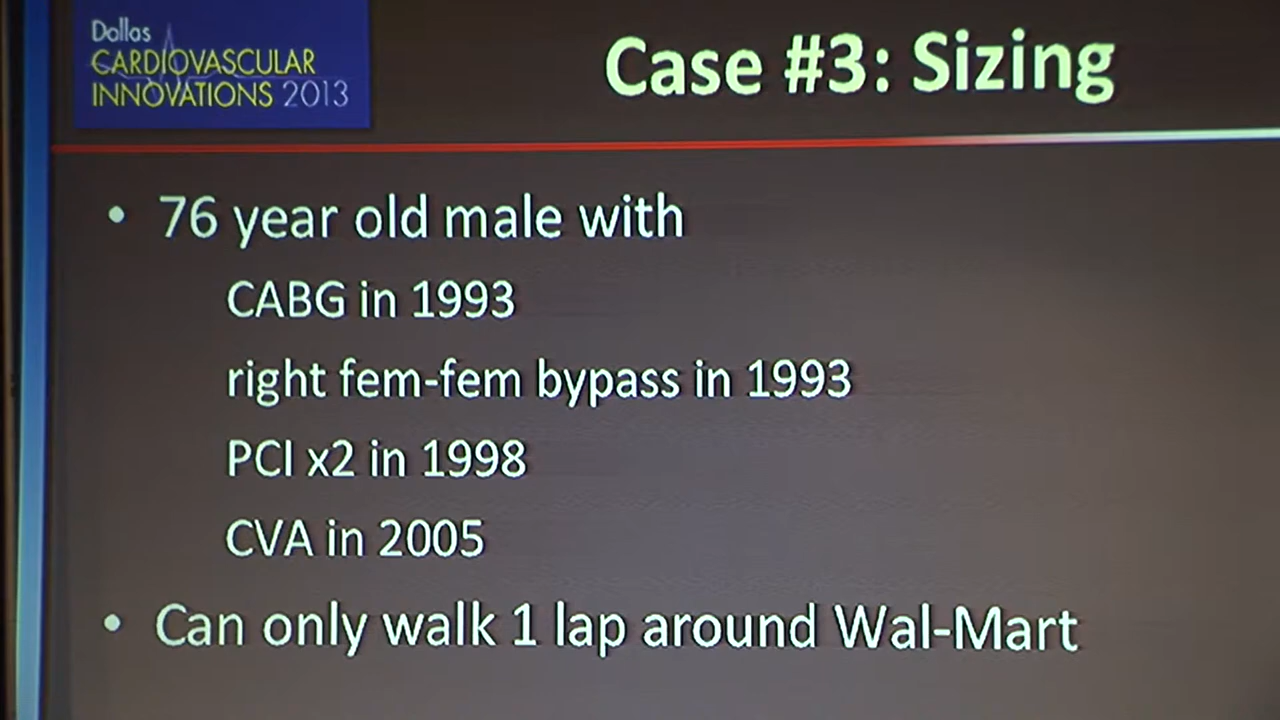 Dallas
CARDIOVASCULAR
INNOVATIONS 2013
Case #3: Sizing
• 76 year old male with
CABG in 1993
right fem-fem bypass in 1993
PCI x2 in 1998
CVA in 2005
• Can only walk 1 lap around Wal-Mart